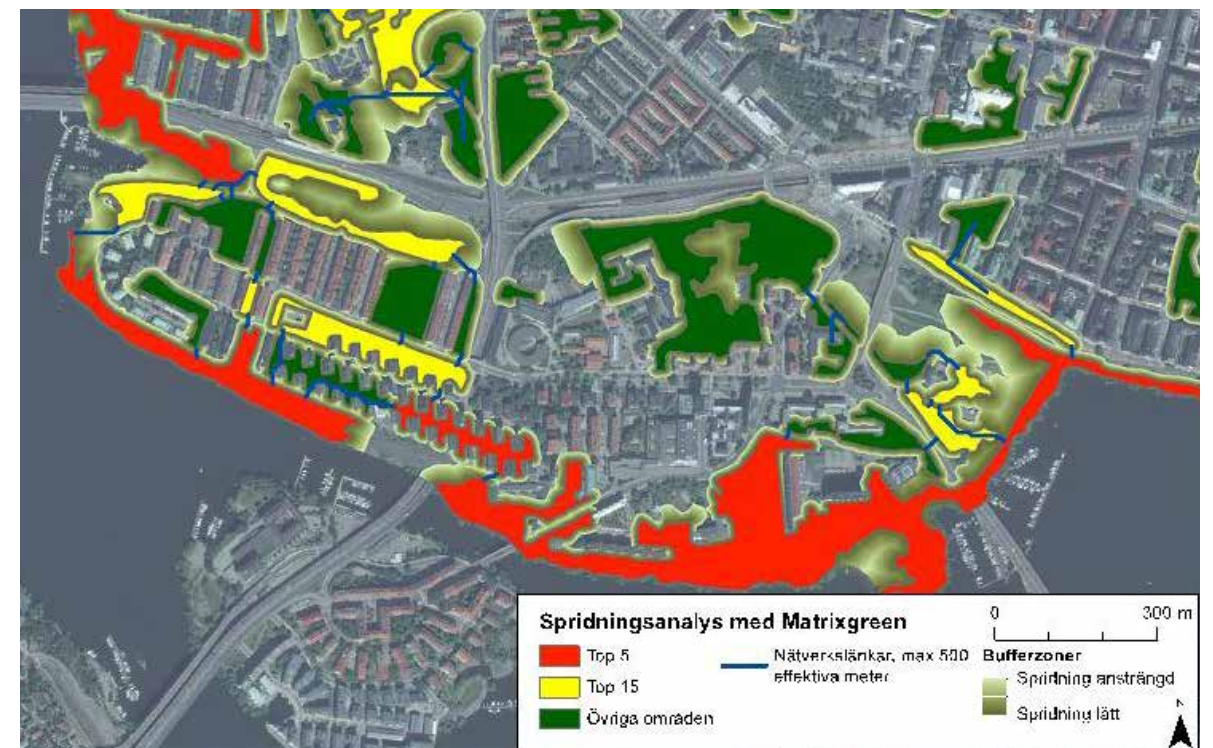 Spridningsanalys med Matrixgreen
Top 5
Top 15
Övriga områden
Nätverkslänkar, max 500
effektiva meter
0 300 m
Bufferzoner
Spridning ansträngd
Spridning lätt
N